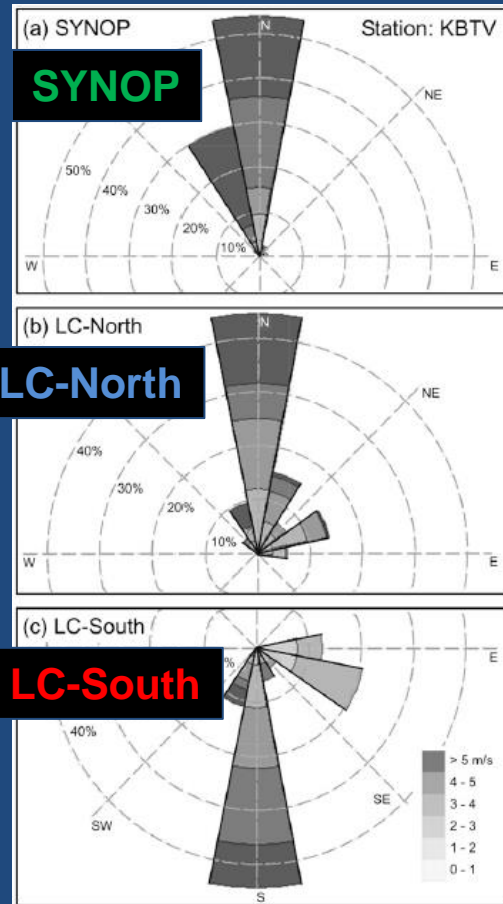 (a) SYNOP
N
Station: KBTV
SYNOP
NE
50%
40%
30%
20%
10%
W
E
(b) LC-North
N
LC-North
NE
40%
30%
20%
10%
W
E
(c) LC-South
E
%
LC-South
40%
> 5 m/s
4 - 5
3 - 4
2 - 3
1 - 2
0 - 1
SE
SW
S